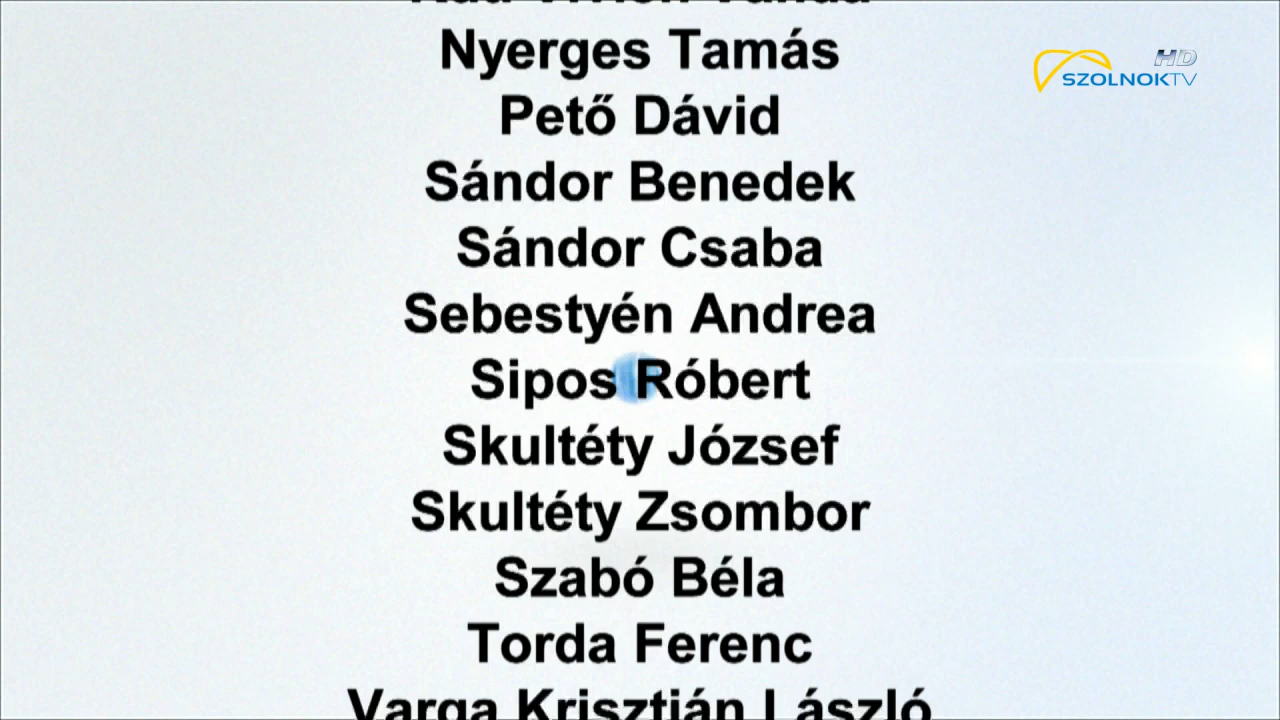 Nyerges Tamás
Pető Dávid
Sándor Benedek
Sándor Csaba
Sebestyén Andrea
Sipos Róbert
Skultéty József
Skultéty Zsombor
Szabó Béla
Torda Ferenc
Varga Krisztián László
HD
SZOLNOKTV